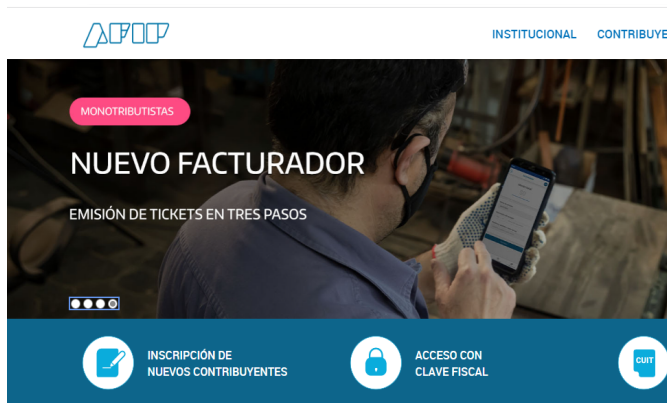 AFIP
INSTITUCIONAL CONTRIBUYE
MONOTRIBUTISTAS
NUEVO FACTURADOR
EMISIÓN DE TICKETS EN TRES PASOS
INSCRIPCIÓN DE
NUEVOS CONTRIBUYENTES
ACCESO CON
CLAVE FISCAL
CUIT